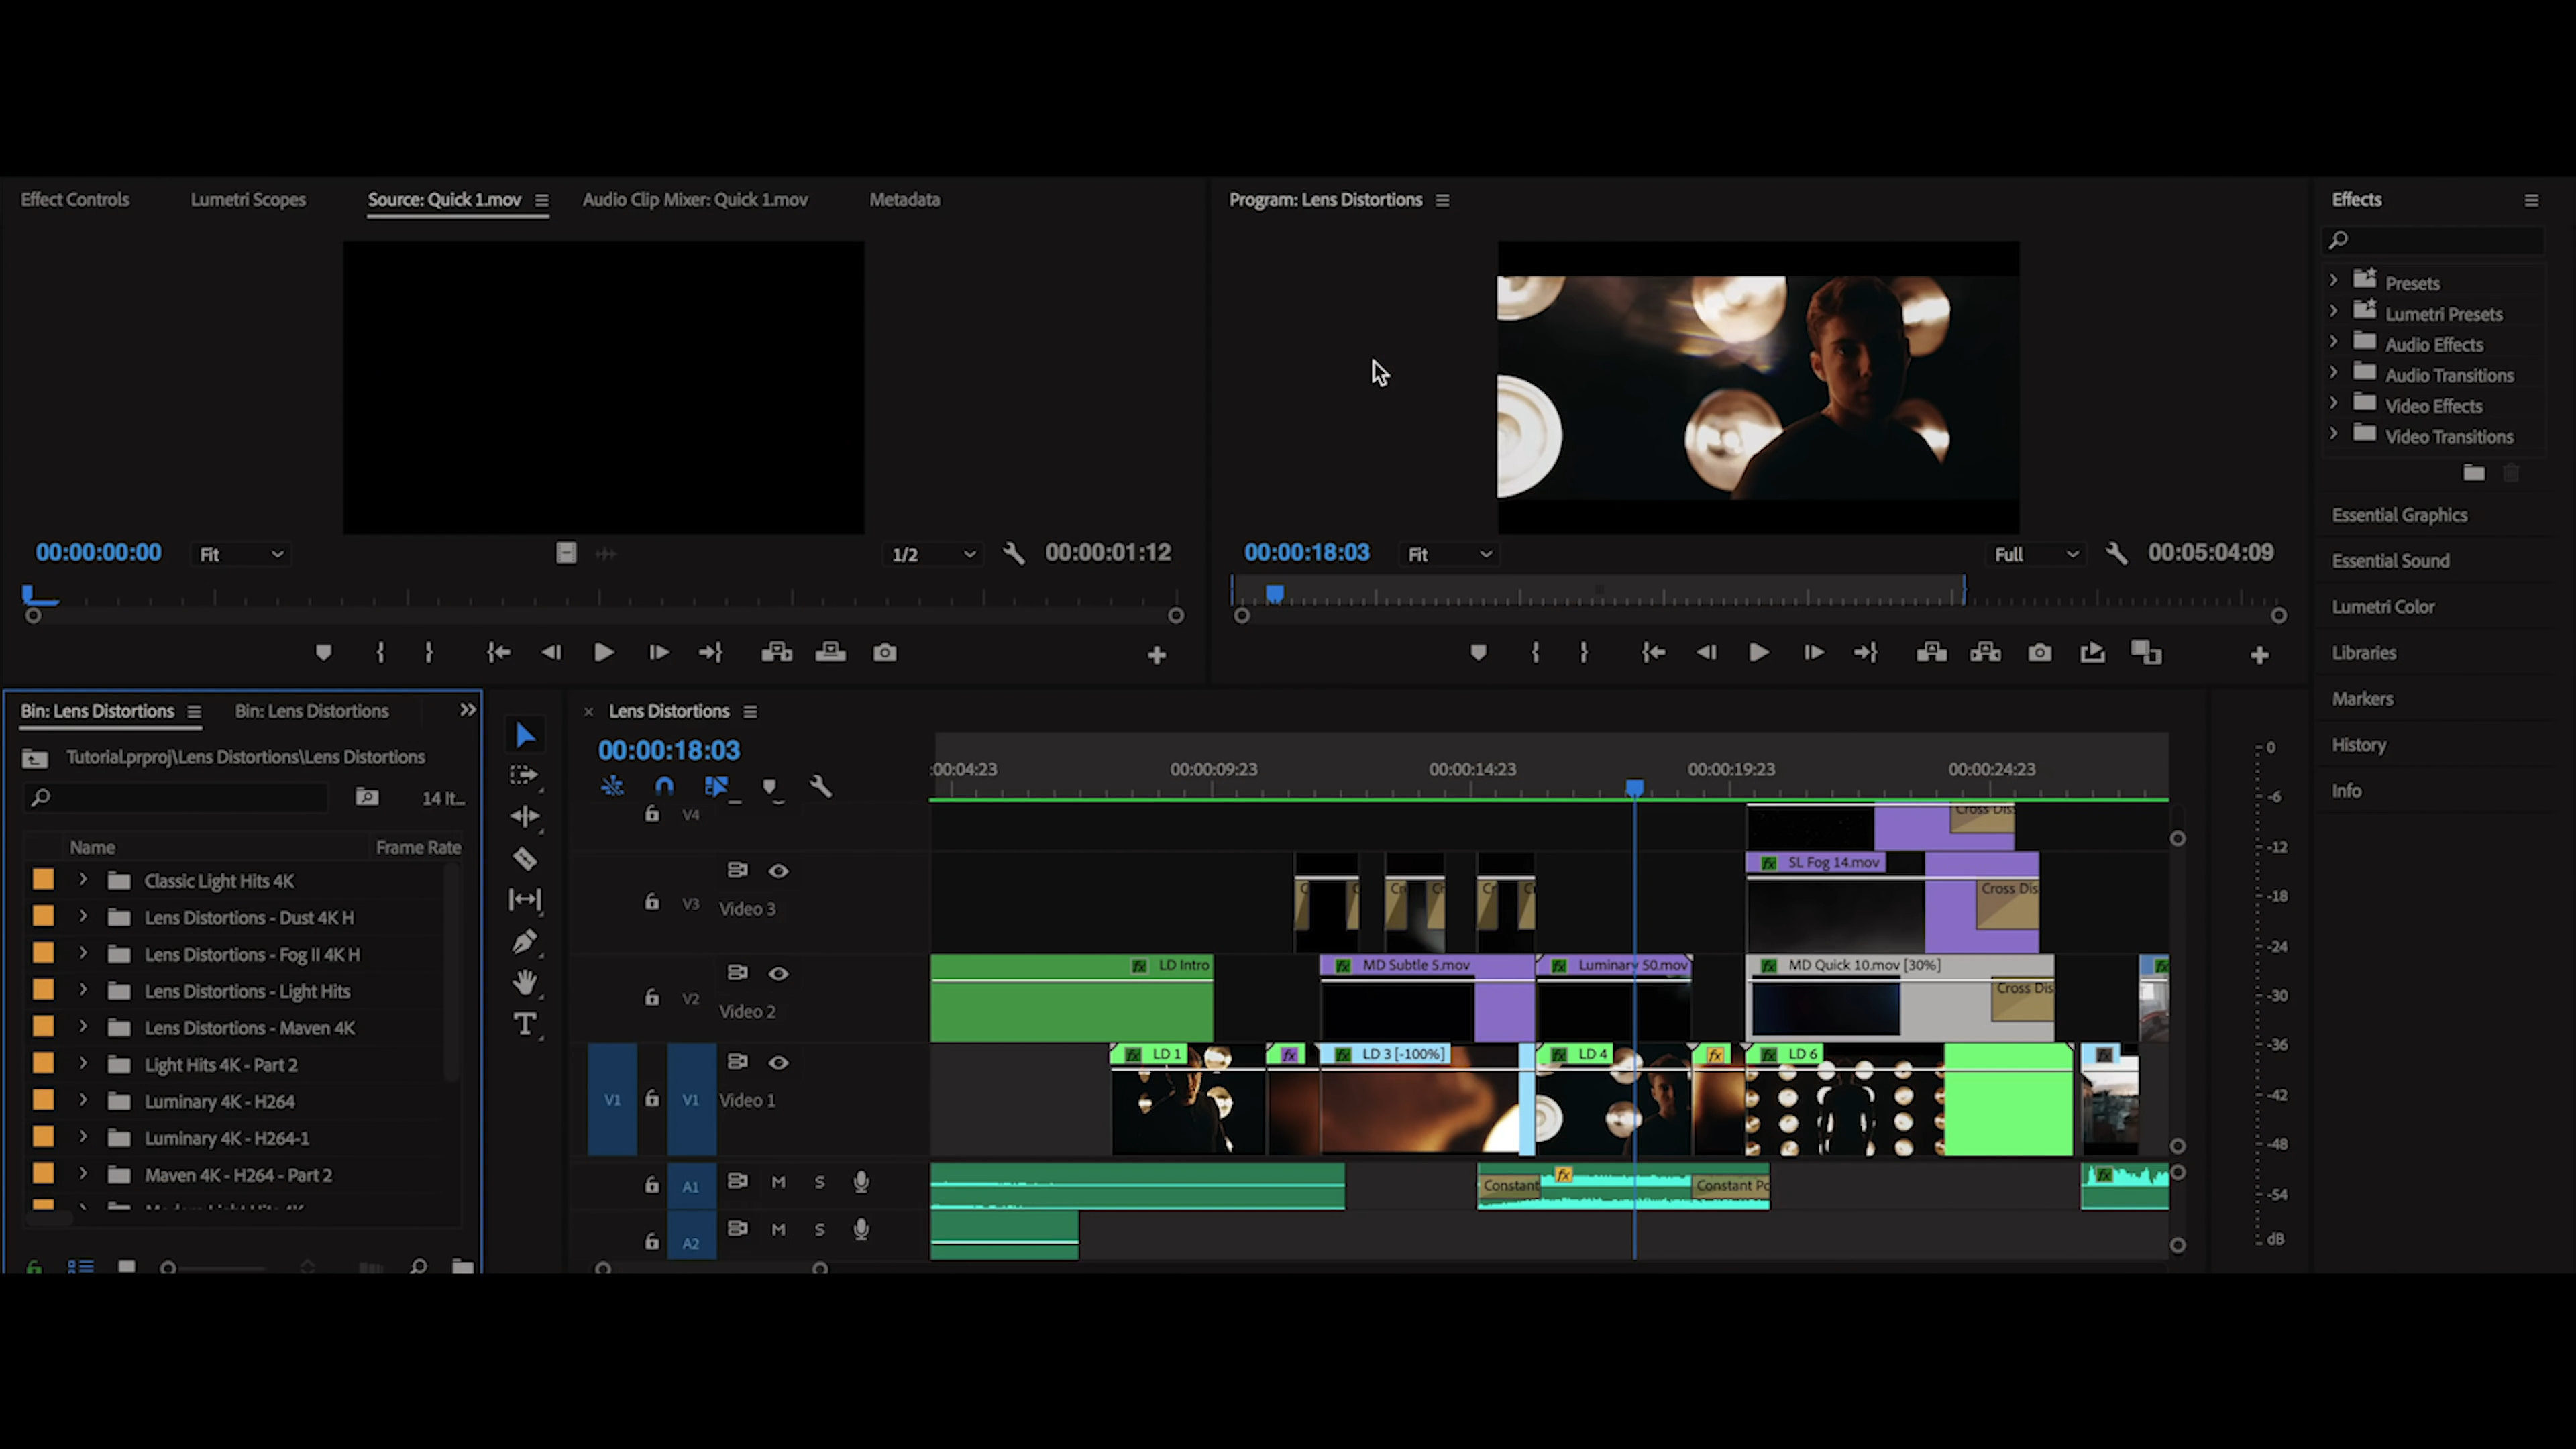 Effect Controls
Lumetri Scopes
Source: Quick 1.mov
Audio Clip Mixer: Quick 1.mov
Metadata
Program: Lens Distortions
Effects
Presets
Lumetri Presets
Audio Effects
Audio Transitions
Video Effects
Video Transitions
Essential Graphics
Essential Sound
Lumetri Color
Libraries
Markers
History
Info
00:00:00:00
Fit
1/2
00:00:01:12
00:00:18:03
Fit
Full
00:05:04:09
Bin: Lens Distortions
Bin: Lens Distortions
Tutorial.prproj\Lens Distortions\Lens Distortions
14 It...
Name
Frame Rate
Classic Light Hits 4K
Lens Distortions - Dust 4K H
Lens Distortions - Fog II 4K H
Lens Distortions - Light Hits
Lens Distortions - Maven 4K
Light Hits 4K - Part 2
Luminary 4K - H264
Luminary 4K - H264-1
Maven 4K - H264 - Part 2
Lens Distortions
00:00:18:03
:00:04:23
00:00:09:23
00:00:14:23
00:00:19:23
00:00:24:23
V4
Cross Dis
V3
Video 3
SL Fog 14.mov
Cross Dis
V2
Video 2
LD Intro
MD Subtle 5.mov
Luminary 50.mov
MD Quick 10.mov [30%]
Cross Dis
V1
V1
Video 1
LD 1
LD 3 [-100%]
LD 4
LD 6
A1
M
S
Constant
Constant Po
A2
M
S
0
-6
-12
-18
-24
-30
-36
-42
-48
-54
dB